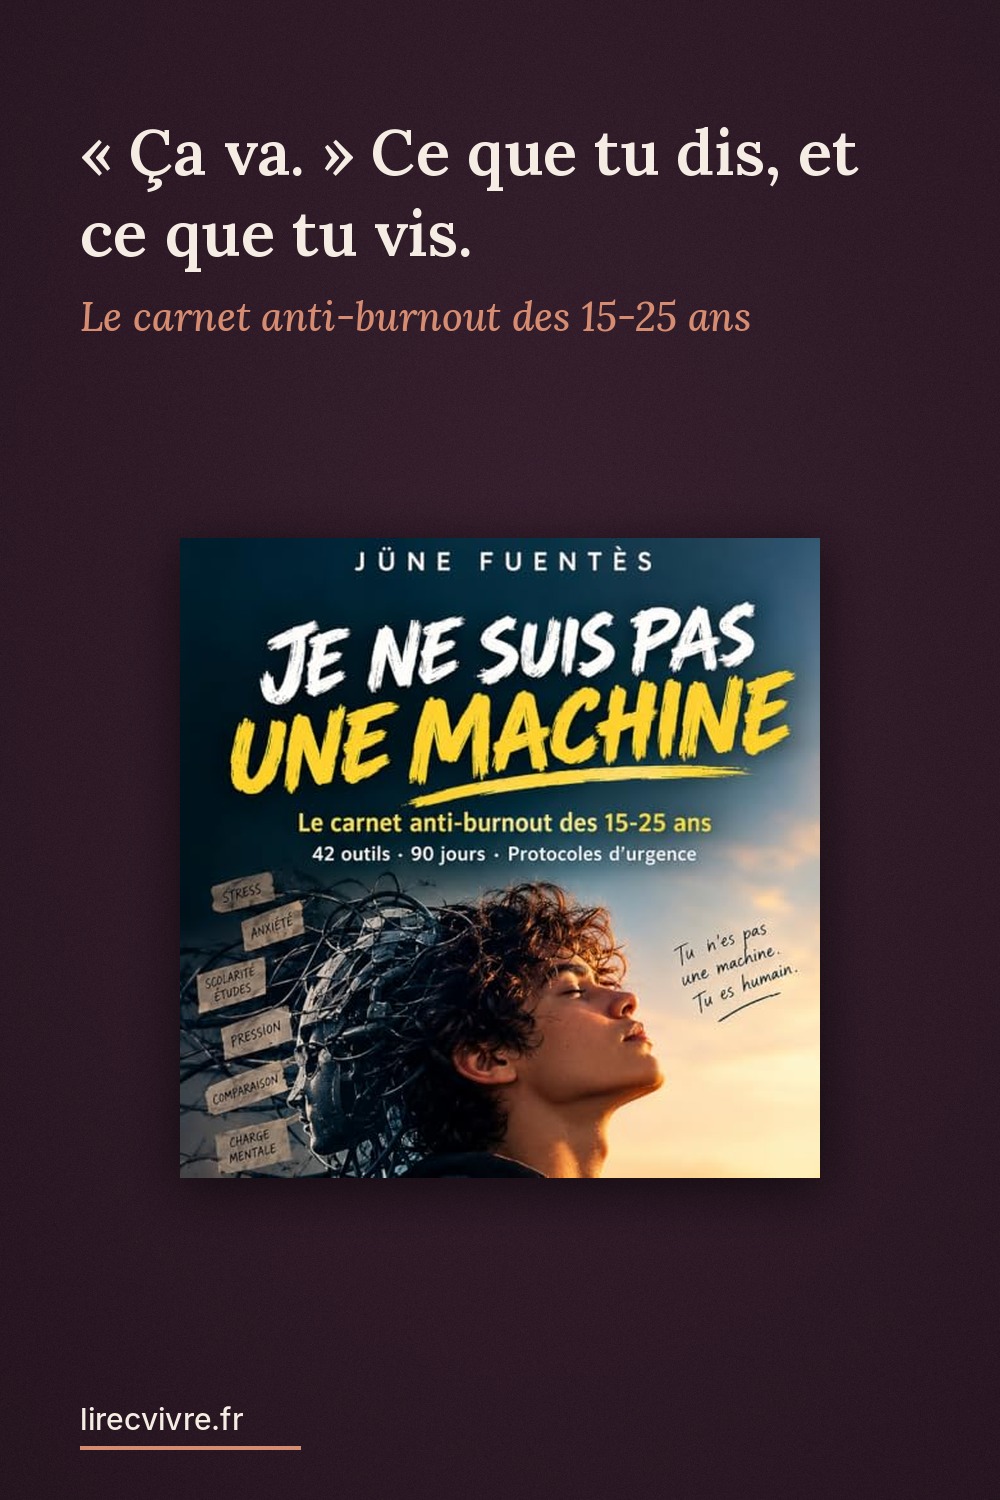 « Ça va. » Ce que tu dis, et
ce que tu vis.
Le carnet anti-burnout des 15-25 ans
JÜNE FUENTÈS
JE NE SUIS PAS
UNE MACHINE
Le carnet anti-burnout des 15-25 ans
42 outils · 90 jours · Protocoles d'urgence
STRESS
ANXIÉTÉ
SCOLARITÉ
ÉTUDES
PRESSION
COMPARAISON
CHARGE
MENTALE
Tu n'es pas
une machine.
Tu es humain.
lirecvivre.fr